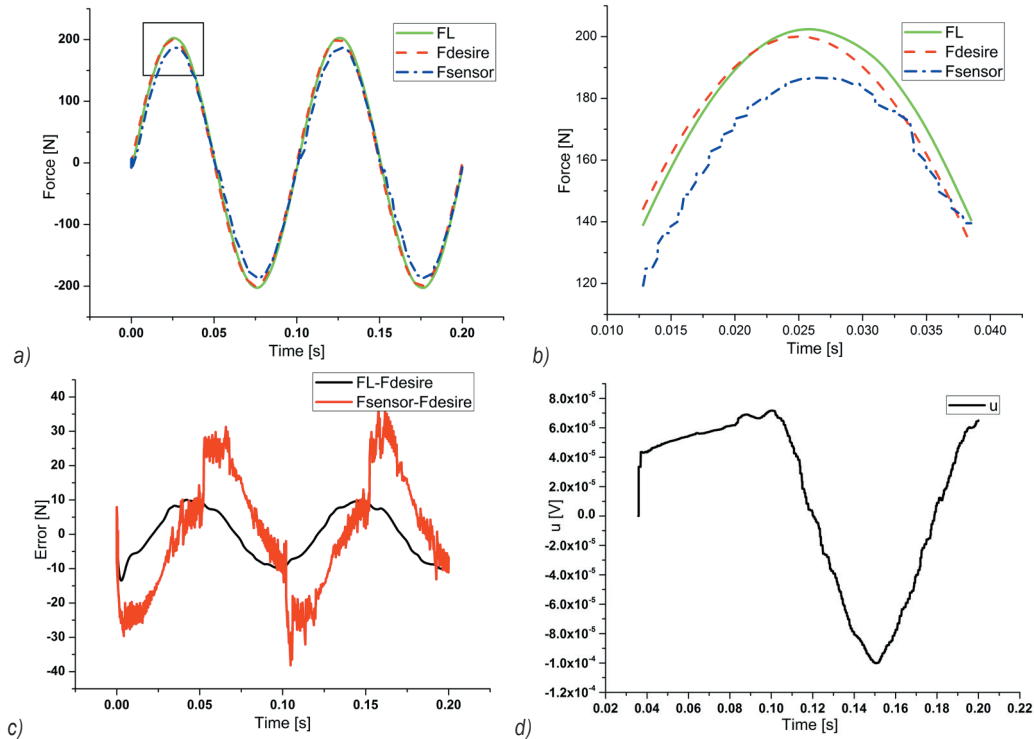 FL
Fdesire
Fsensor
200
100
0
-100
-200
Force [N]
0.00
0.05
0.10
0.15
0.20
Time [s]
a)
FL
Fdesire
Fsensor
200
180
160
140
120
Force [N]
0.010
0.015
0.020
0.025
0.030
0.035
0.040
Time [s]
b)
FL-Fdesire
Fsensor-Fdesire
40
30
20
10
0
-10
-20
-30
-40
Error [N]
0.00
0.05
0.10
0.15
0.20
Time [s]
c)
u
8.0x10⁻⁵
6.0x10⁻⁵
4.0x10⁻⁵
2.0x10⁻⁵
0.0
-2.0x10⁻⁵
-4.0x10⁻⁵
-6.0x10⁻⁵
-8.0x10⁻⁵
-1.0x10⁻⁴
-1.2x10⁻⁴
u [V]
0.02
0.04
0.06
0.08
0.10
0.12
0.14
0.16
0.18
0.20
0.22
Time [s]
d)